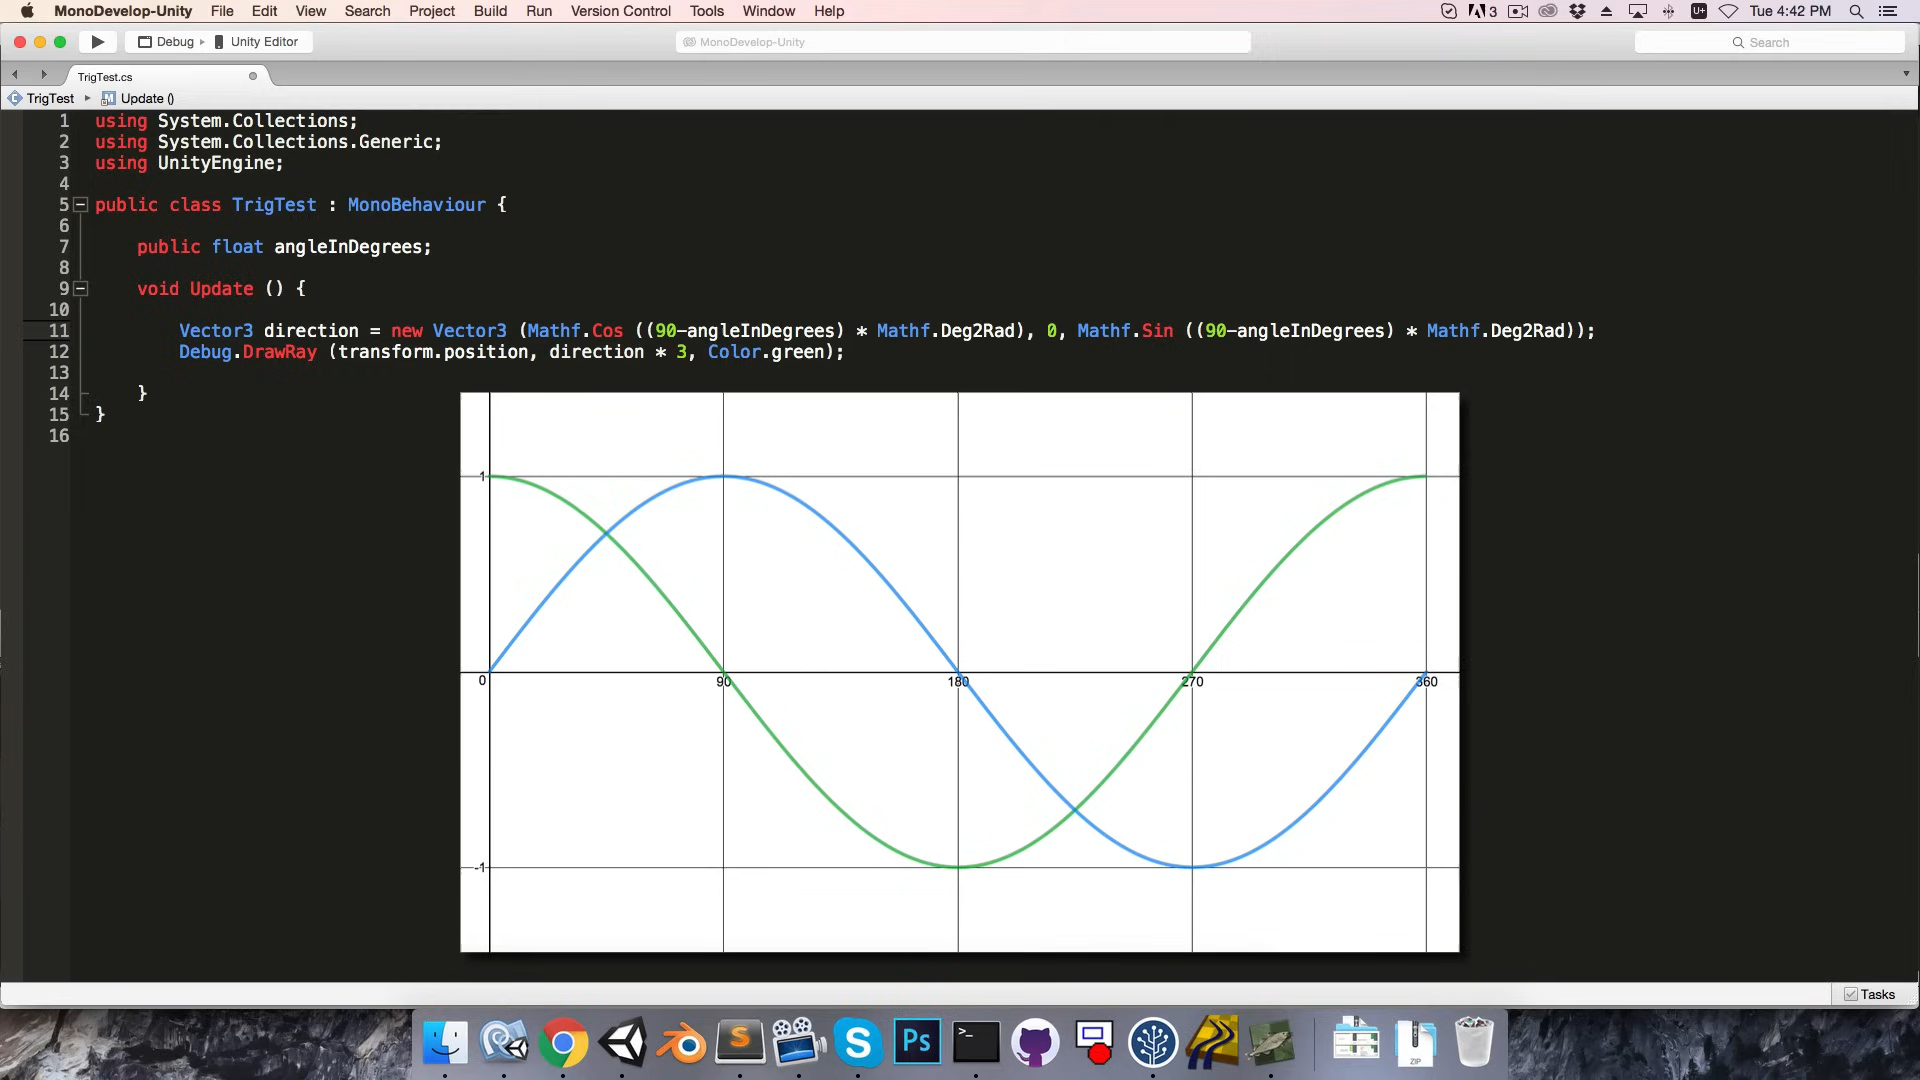 MonoDevelop-Unity File Edit View Search Project Build Run Version Control Tools Window Help 3 U+ Tue 4:42 PM
Debug Unity Editor MonoDevelop-Unity Search
TrigTest.cs
TrigTest Update ()
1 using System.Collections;
2 using System.Collections.Generic;
3 using UnityEngine;
4
5 public class TrigTest : MonoBehaviour {
6
7 public float angleInDegrees;
8
9 void Update () {
10
11 Vector3 direction = new Vector3 (Mathf.Cos ((90-angleInDegrees) * Mathf.Deg2Rad), 0, Mathf.Sin ((90-angleInDegrees) * Mathf.Deg2Rad));
12 Debug.DrawRay (transform.position, direction * 3, Color.green);
13
14 }
15 }
16
1
0 90 180 270 360
-1
Tasks
S S Ps >_ ZIP